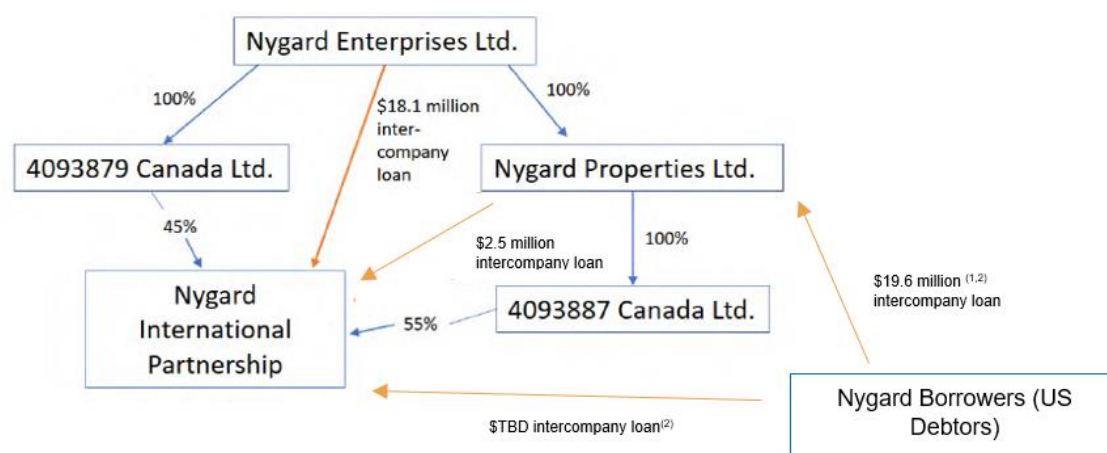 Nygard Enterprises Ltd.
100%
$18.1 million
inter-
company
loan
100%
4093879 Canada Ltd.
Nygard Properties Ltd.
45%
$2.5 million
intercompany loan
100%
$19.6 million (1,2)
intercompany loan
Nygard
International
Partnership
55%
4093887 Canada Ltd.
$TBD intercompany loan(2)
Nygard Borrowers (US
Debtors)